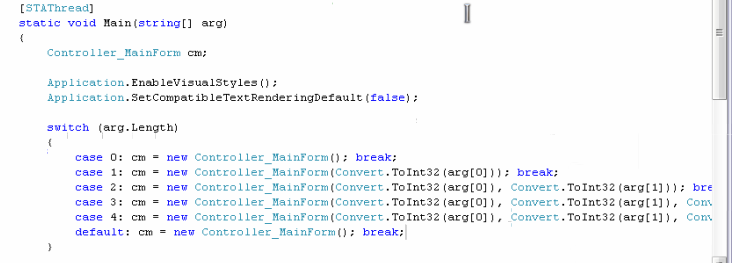 [STAThread]
static void Main(string[] arg)
{
Controller_MainForm cm;
Application.EnableVisualStyles();
Application.SetCompatibleTextRenderingDefault(false);
switch (arg.Length)
{
case 0: cm = new Controller_MainForm(); break;
case 1: cm = new Controller_MainForm(Convert.ToInt32(arg[0])); break;
case 2: cm = new Controller_MainForm(Convert.ToInt32(arg[0]), Convert.ToInt32(arg[1])); bre
case 3: cm = new Controller_MainForm(Convert.ToInt32(arg[0]), Convert.ToInt32(arg[1]), Conv
case 4: cm = new Controller_MainForm(Convert.ToInt32(arg[0]), Convert.ToInt32(arg[1]), Conv
default: cm = new Controller_MainForm(); break;
}